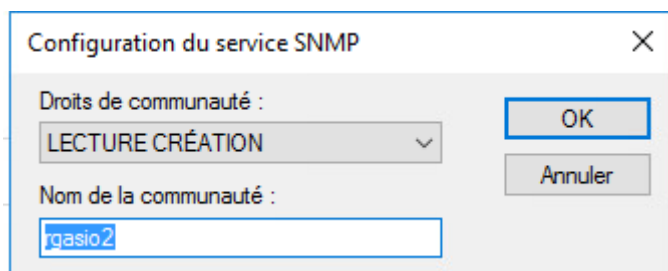 Configuration du service SNMP
Droits de communauté :
LECTURE CRÉATION
OK
Annuler
Nom de la communauté :
rgasio2